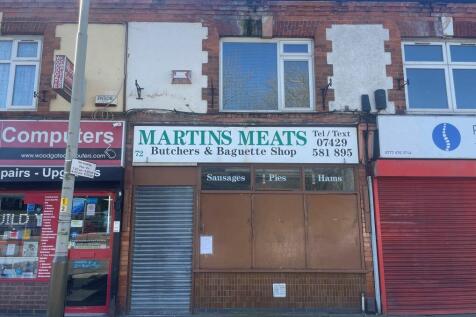 Computers
www.woodgatecomputers.com
pairs - Upg
MARTINS MEATS
Butchers & Baguette Shop
72
Tel / Text
07429
581 895
Sausages
Pies
Hams